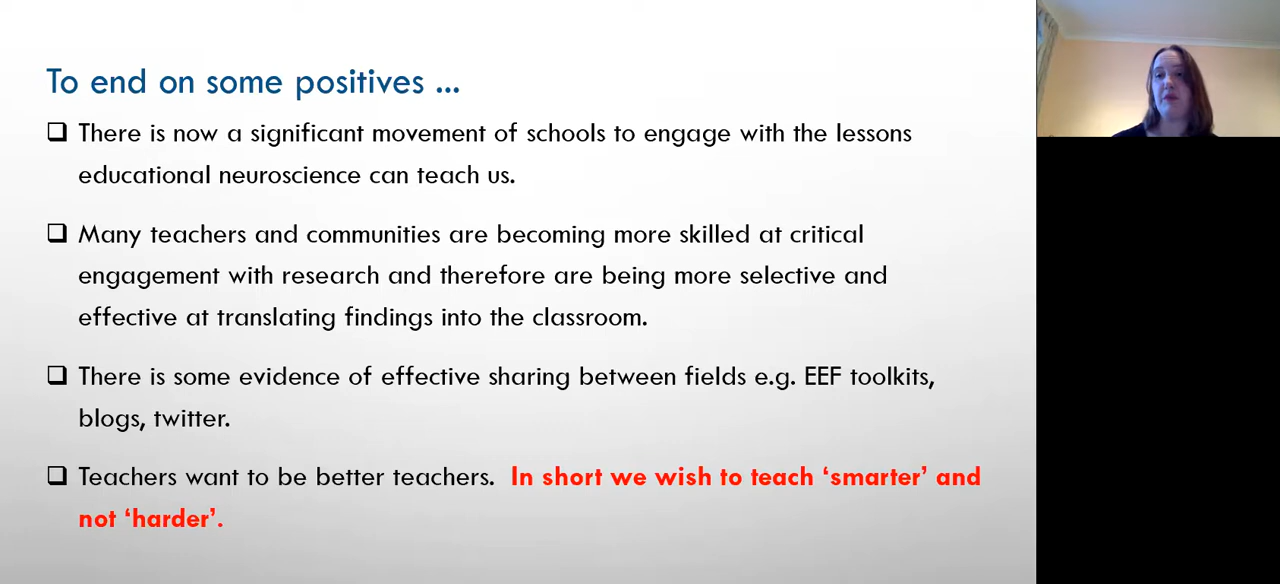 To end on some positives ...
❑ There is now a significant movement of schools to engage with the lessons
educational neuroscience can teach us.
❑ Many teachers and communities are becoming more skilled at critical
engagement with research and therefore are being more selective and
effective at translating findings into the classroom.
❑ There is some evidence of effective sharing between fields e.g. EEF toolkits,
blogs, twitter.
❑ Teachers want to be better teachers. In short we wish to teach ‘smarter’ and
not ‘harder’.